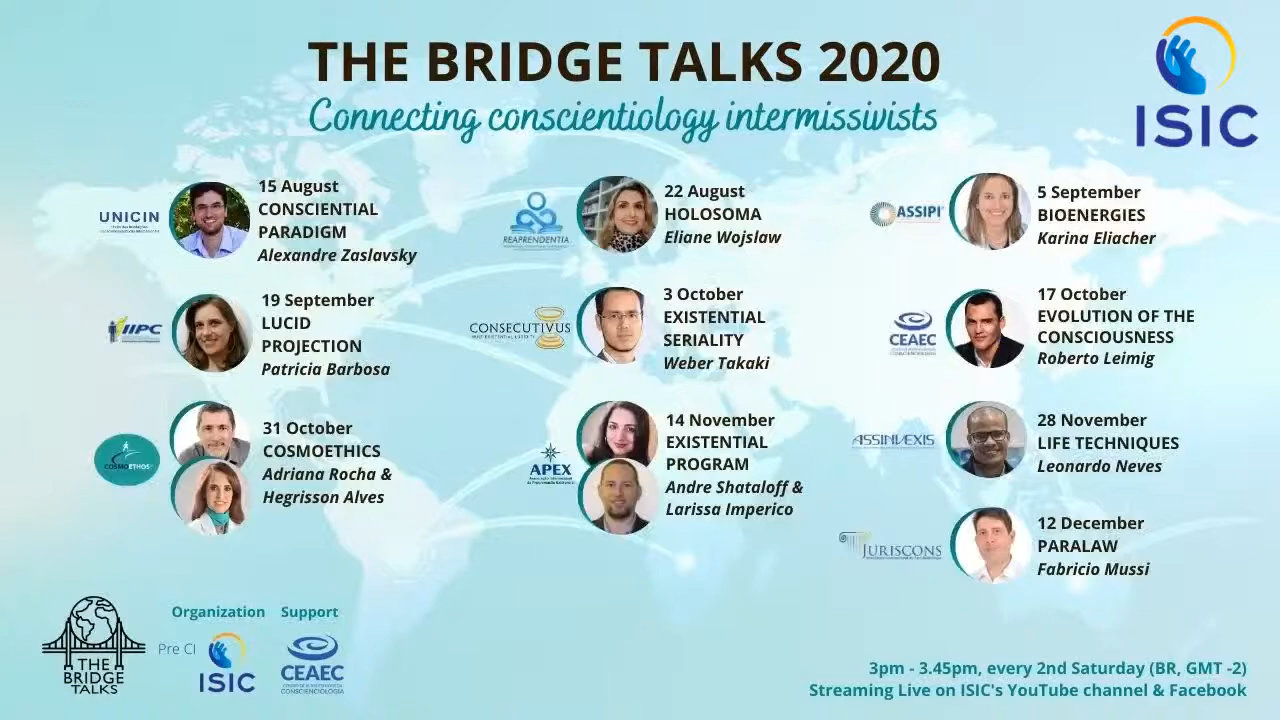 THE BRIDGE TALKS 2020
Connecting conscientiology intermissivists
ISIC
UNICIN
15 August
CONSCIENTIAL
PARADIGM
Alexandre Zaslavsky
REAPRENDENTIA
22 August
HOLOSOMA
Eliane Wojslaw
ASSIPI
5 September
BIOENERGIES
Karina Eliacher
IIPC
19 September
LUCID
PROJECTION
Patricia Barbosa
CONSECUTIVUS
3 October
EXISTENTIAL
SERIALITY
Weber Takaki
CEAEC
17 October
EVOLUTION OF THE
CONSCIOUSNESS
Roberto Leimig
COSMOETHOS
31 October
COSMOETHICS
Adriana Rocha &
Hegrisson Alves
APEX
14 November
EXISTENTIAL
PROGRAM
Andre Shataloff &
Larissa Imperico
ASSINVEXIS
28 November
LIFE TECHNIQUES
Leonardo Neves
JURISCONS
12 December
PARALAW
Fabricio Mussi
THE
BRIDGE
TALKS
Organization Support
Pre CI
ISIC
CEAEC
3pm - 3.45pm, every 2nd Saturday (BR, GMT -2)
Streaming Live on ISIC's YouTube channel & Facebook